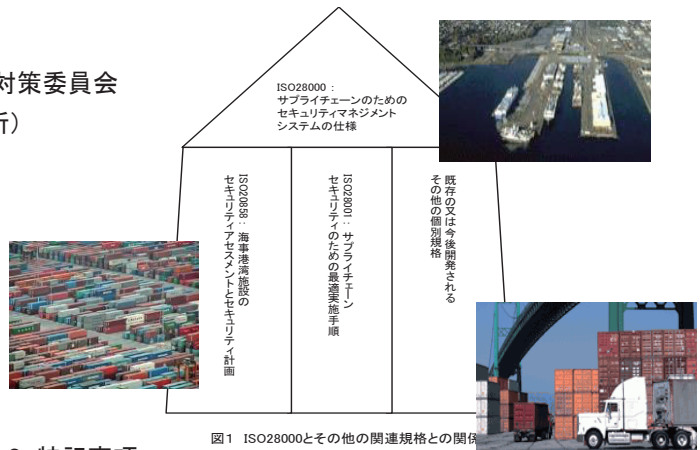 対策委員会
所）
ISO28000：
サプライチェーンのための
セキュリティマネジメント
システムの仕様
ISO20858：海事港湾施設の
セキュリティアセスメントとセキュリティ計画
ISO28001：サプライチェーン
セキュリティのための最適実施手順
既存の又は今後開発される
その他の個別規格
図1 ISO28000とその他の関連規格との関係